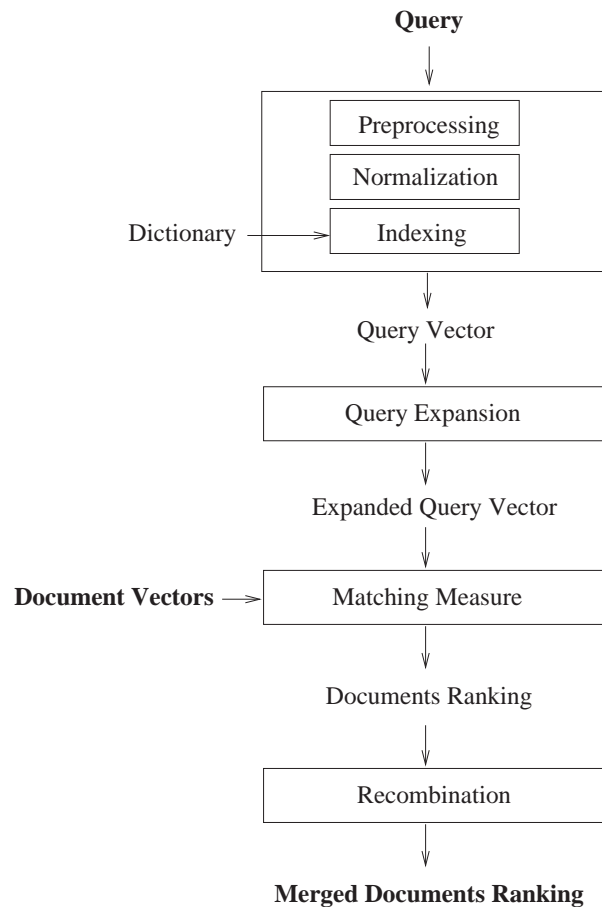 Query
Preprocessing
Normalization
Dictionary
Indexing
Query Vector
Query Expansion
Expanded Query Vector
Document Vectors
Matching Measure
Documents Ranking
Recombination
Merged Documents Ranking